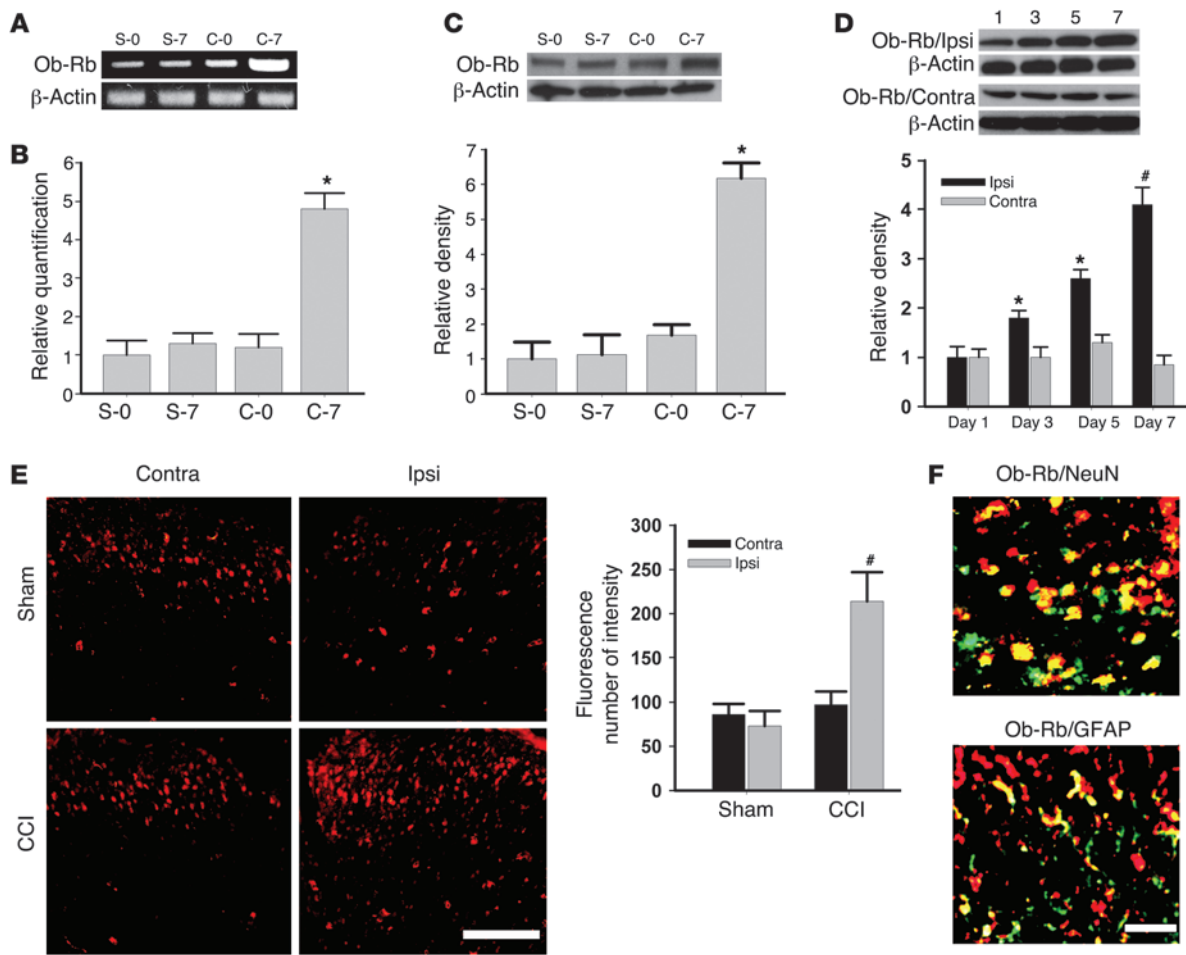 A
S-0 S-7 C-0 C-7
Ob-Rb
β-Actin
B
Relative quantification
6
5
4
3
2
1
0
*
S-0 S-7 C-0 C-7
C
S-0 S-7 C-0 C-7
Ob-Rb
β-Actin
Relative density
7
6
5
4
3
2
1
0
*
S-0 S-7 C-0 C-7
D
1 3 5 7
Ob-Rb/Ipsi
β-Actin
Ob-Rb/Contra
β-Actin
Relative density
5
4
3
2
1
0
Ipsi
Contra
*
*
#
Day 1 Day 3 Day 5 Day 7
E
Contra Ipsi
Sham
CCI
Fluorescence
number of intensity
300
250
200
150
100
50
0
Contra
Ipsi
#
Sham CCI
F
Ob-Rb/NeuN
Ob-Rb/GFAP